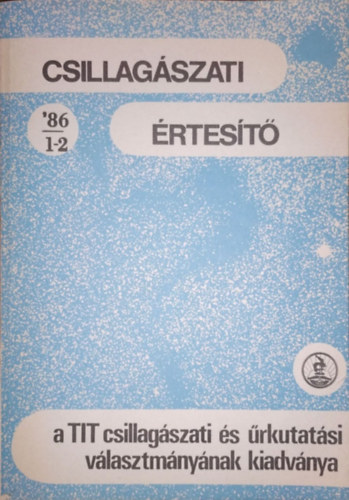 CSILLAGÁSZATI
'86
1-2
ÉRTESÍTŐ
a TIT csillagászati és űrkutatási
választmányának kiadványa